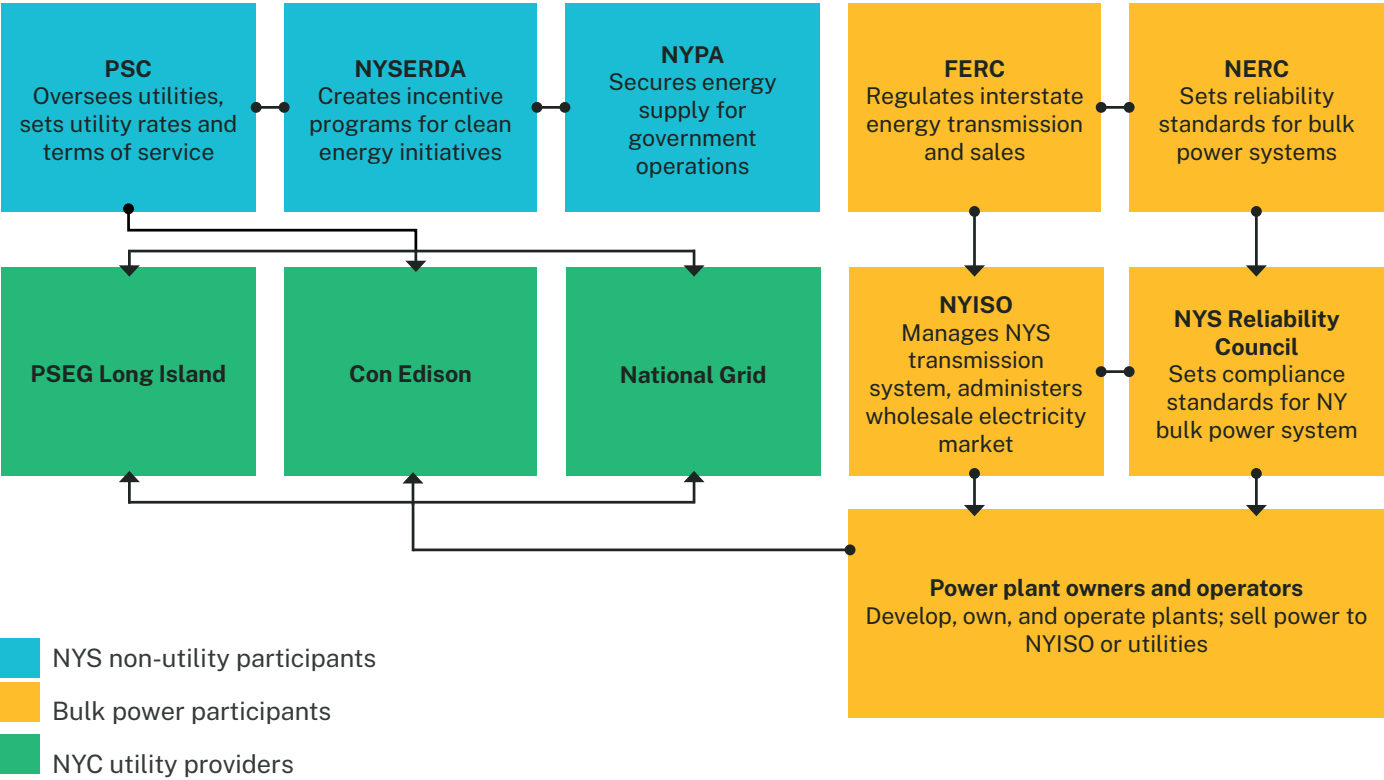 PSC
Oversees utilities,
sets utility rates and
terms of service
NYSERDA
Creates incentive
programs for clean
energy initiatives
NYPA
Secures energy
supply for
government
operations
FERC
Regulates interstate
energy transmission
and sales
NERC
Sets reliability
standards for bulk
power systems
PSEG Long Island
Con Edison
National Grid
NYISO
Manages NYS
transmission
system, administers
wholesale electricity
market
NYS Reliability
Council
Sets compliance
standards for NY
bulk power system
Power plant owners and operators
Develop, own, and operate plants; sell power to
NYISO or utilities
NYS non-utility participants
Bulk power participants
NYC utility providers